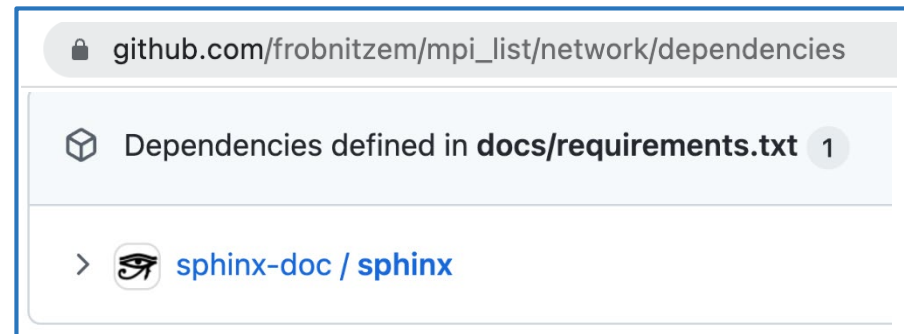 github.com/frobnitzem/mpi_list/network/dependencies
Dependencies defined in docs/requirements.txt 1
sphinx-doc / sphinx